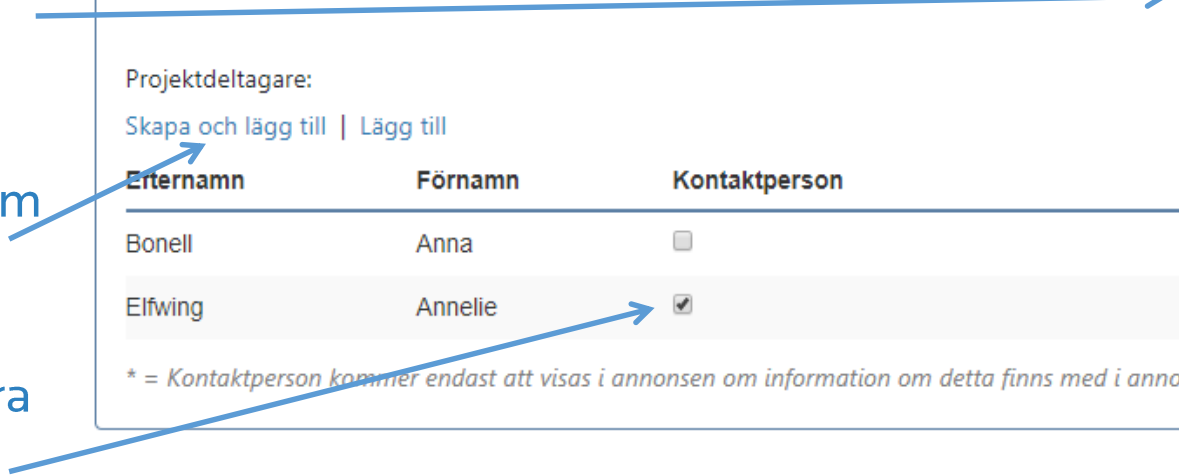 Projektdeltagare:
Skapa och lägg till | Lägg till
Efternamn Förnamn Kontaktperson
m
Bonell Anna
Elfwing Annelie
* = Kontaktperson kommer endast att visas i annonsen om information om detta finns med i anno
ra